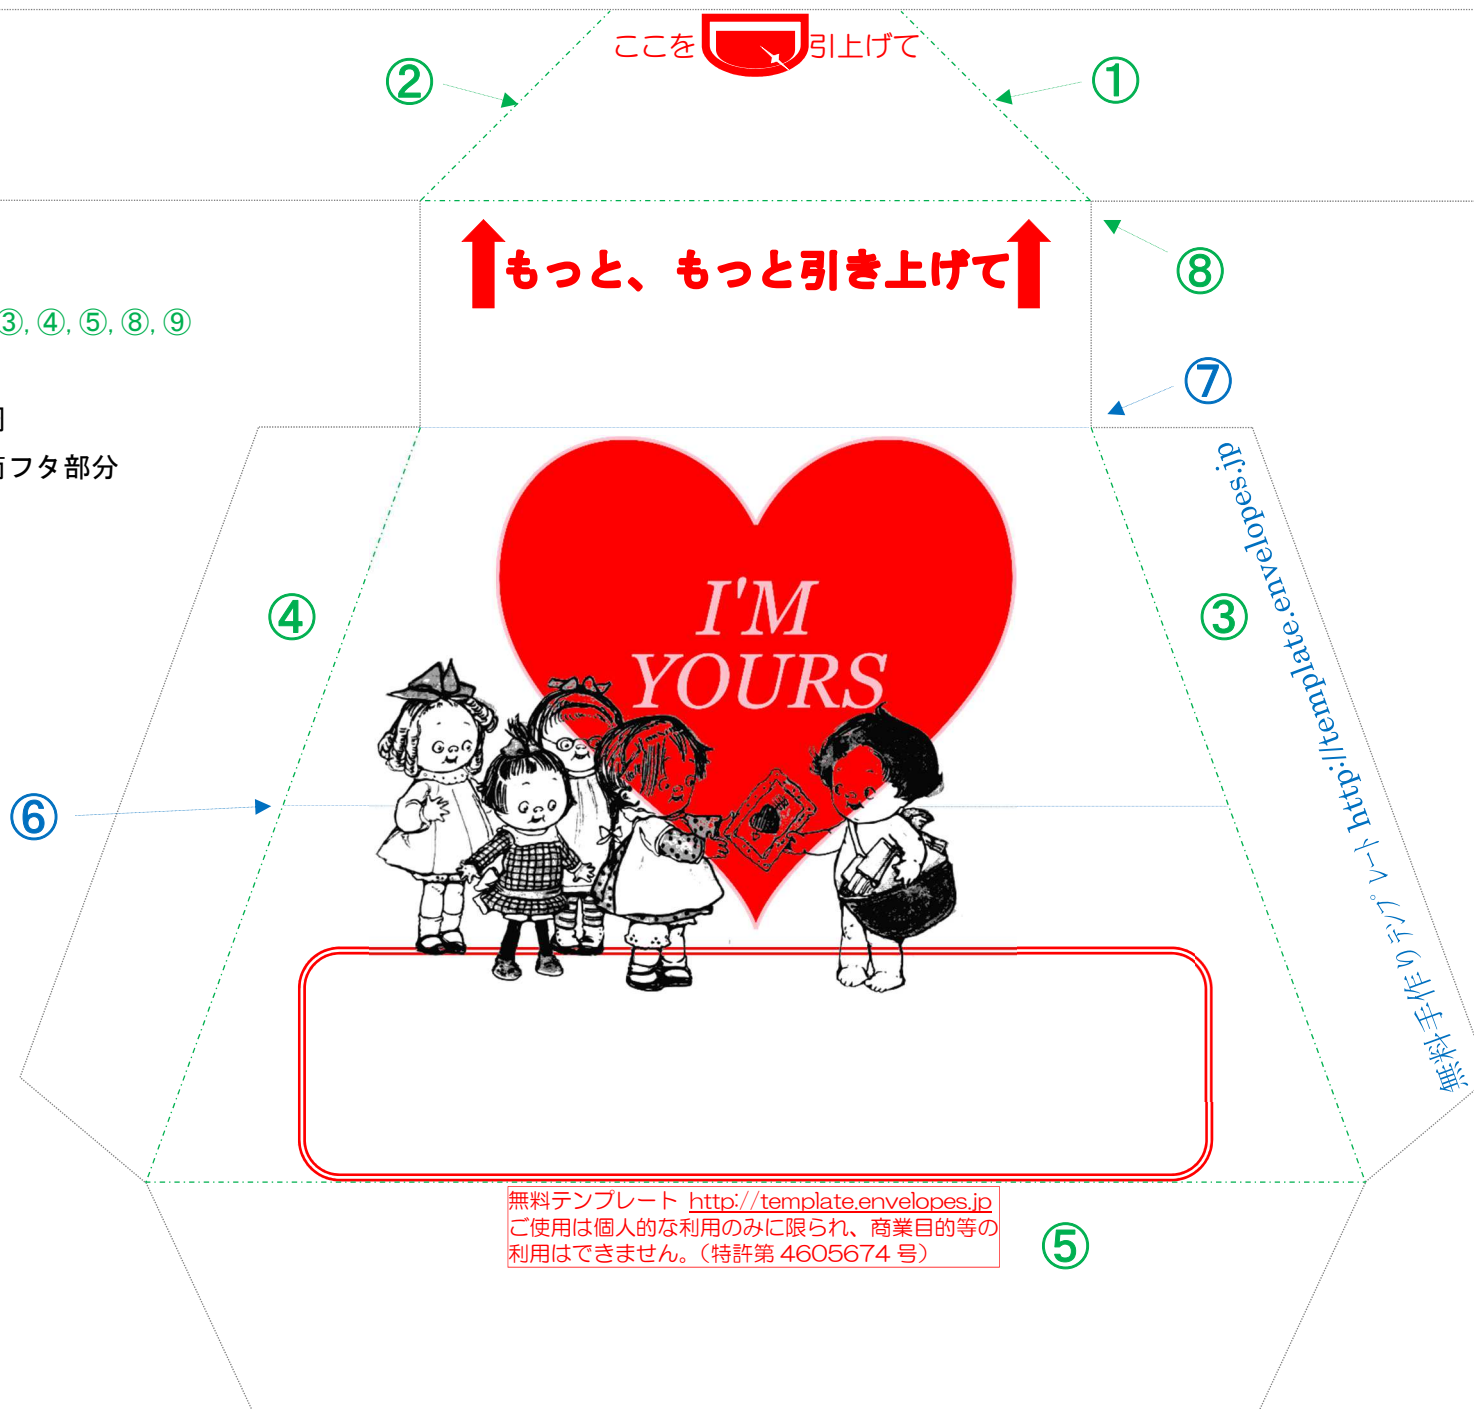 ここを 引上げて
②
①
もっと、もっと引き上げて
⑧
③, ④, ⑤, ⑧, ⑨
⑦
フタ部分
I'M
YOURS
④
③
⑥
無料手作りテンプレート http://template.envelopes.jp
無料テンプレート http://template.envelopes.jp
ご使用は個人的な利用のみに限られ、商業目的等の
利用はできません。（特許第 4605674 号）
⑤